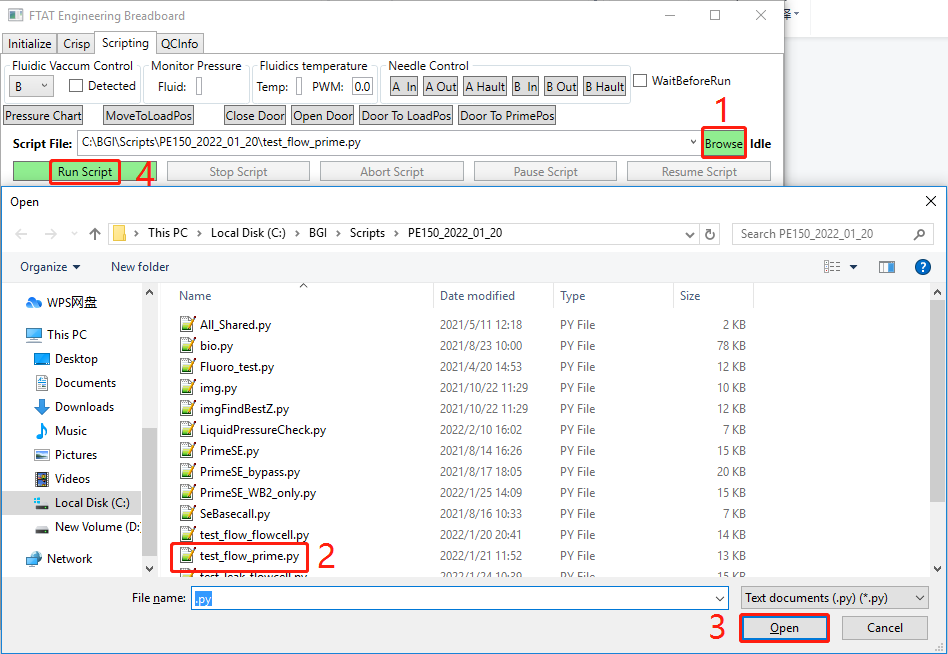 FTAT Engineering Breadboard
Initialize Crisp Scripting QCInfo
Fluidic Vaccum Control Monitor Pressure Fluidics temperature Needle Control
B Detected Fluid: Temp: PWM: 0.0 A In A Out A Hault B In B Out B Hault WaitBeforeRun
1
Pressure Chart MoveToLoadPos Close Door Open Door Door To LoadPos Door To PrimePos
Script File: C:\BGI\Scripts\PE150_2022_01_20\test_flow_prime.py Browse Idle
Run Script 4 Stop Script Abort Script Pause Script Resume Script
Open
This PC > Local Disk (C:) > BGI > Scripts > PE150_2022_01_20 Search PE150_2022_01_20
Organize New folder ?
Name Date modified Type Size
WPS网盘
This PC
Desktop
Documents
Downloads
Music
Pictures
Videos
Local Disk (C:)
New Volume (D:)
Network
All_Shared.py 2021/5/11 12:18 PY File 2 KB
bio.py 2021/8/23 10:00 PY File 78 KB
Fluoro_test.py 2021/4/20 14:53 PY File 12 KB
img.py 2021/10/22 11:29 PY File 10 KB
imgFindBestZ.py 2021/10/22 11:29 PY File 12 KB
LiquidPressureCheck.py 2022/2/10 16:02 PY File 7 KB
PrimeSE.py 2021/8/14 16:26 PY File 15 KB
PrimeSE_bypass.py 2021/8/17 18:05 PY File 20 KB
PrimeSE_WB2_only.py 2022/1/25 14:09 PY File 15 KB
SeBasecall.py 2021/8/16 10:33 PY File 7 KB
test_flow_flowcell.py 2022/1/20 20:41 PY File 14 KB
test_flow_prime.py 2 2022/1/21 11:52 PY File 13 KB
test_leak_flowcell.py 2022/1/24 10:39 PY File 15 KB
File name: .py Text documents (.py) (*.py)
3 Open Cancel